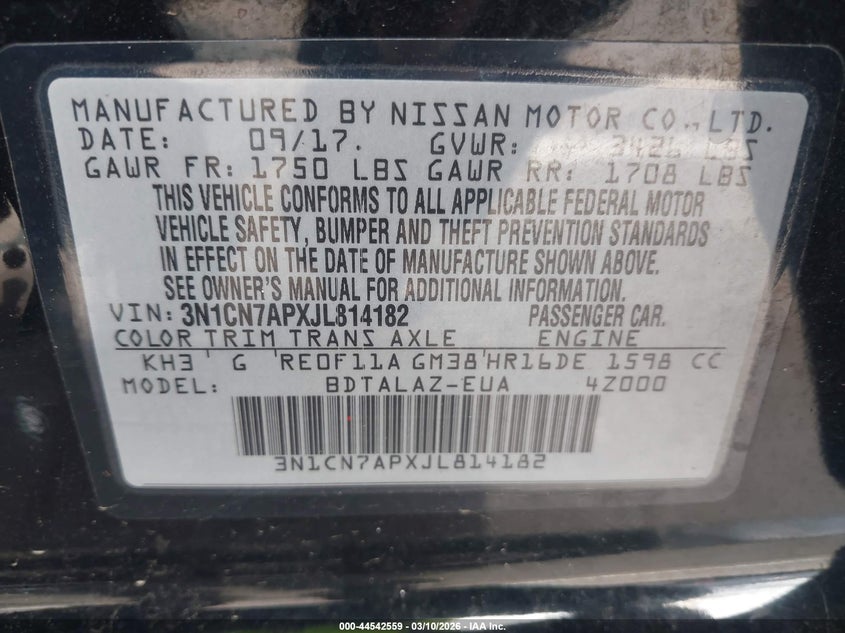 MANUFACTURED BY NISSAN MOTOR CO., LTD.
DATE: 09/17. GVWR: 3426 LBS
GAWR FR: 1750 LBS GAWR RR: 1708 LBS
THIS VEHICLE CONFORMS TO ALL APPLICABLE FEDERAL MOTOR
VEHICLE SAFETY, BUMPER AND THEFT PREVENTION STANDARDS
IN EFFECT ON THE DATE OF MANUFACTURE SHOWN ABOVE.
SEE OWNER'S MANUAL FOR ADDITIONAL INFORMATION.
VIN: 3N1CN7APXJL814182 PASSENGER CAR.
COLOR TRIM TRANS AXLE ENGINE
KH3 G RE0F11A GM38 HR16DE 1598 CC
MODEL: BDTALAZ-EUA 4Z000
3N1CN7APXJL814182
000-44542559 | 03/10/2026 | IAA Inc.